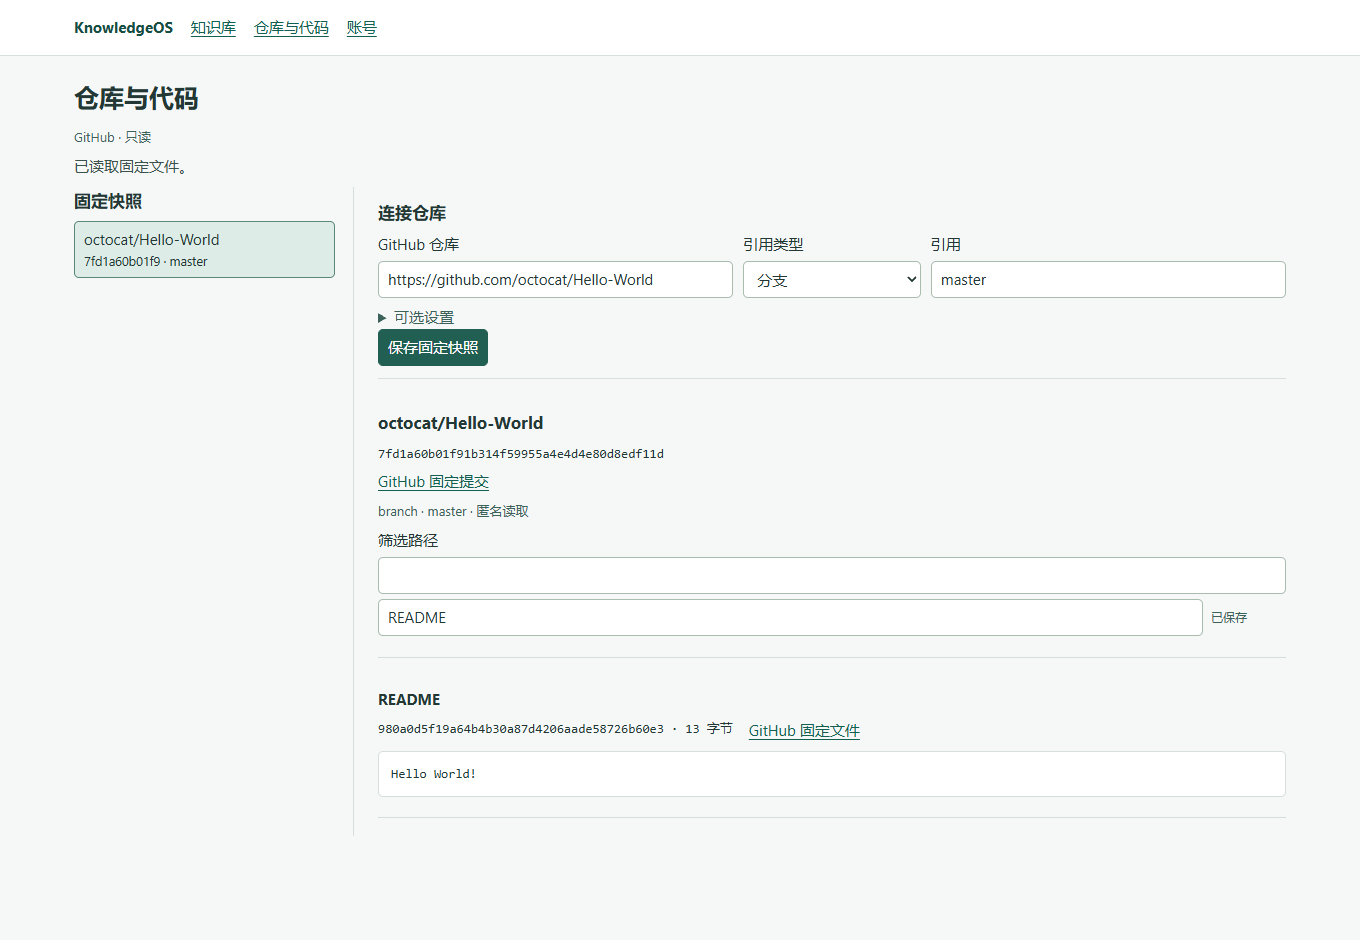 KnowledgeOS 知识库 仓库与代码 账号
仓库与代码
GitHub · 只读
已读取固定文件。
固定快照
octocat/Hello-World
7fd1a60b01f9 · master
连接仓库
GitHub 仓库 引用类型 引用
https://github.com/octocat/Hello-World 分支 master
可选设置
保存固定快照
octocat/Hello-World
7fd1a60b01f91b314f59955a4e4d4e80d8edf11d
GitHub 固定提交
branch · master · 匿名读取
筛选路径
README 已保存
README
980a0d5f19a64b4b30a87d4206aade58726b60e3 · 13 字节 GitHub 固定文件
Hello World!